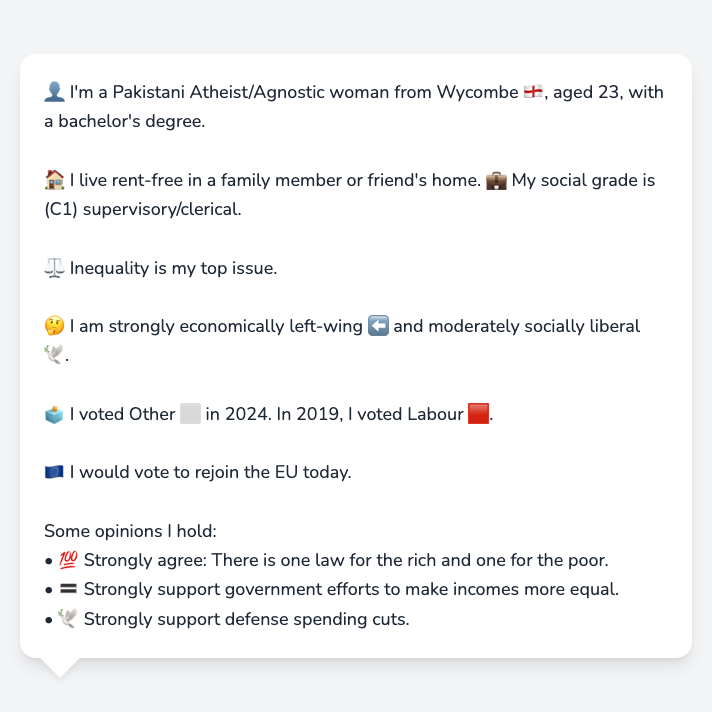 👤 I'm a Pakistani Atheist/Agnostic woman from Wycombe 🏴󠁧󠁢󠁥󠁮󠁧󠁿, aged 23, with
a bachelor's degree.
🏠 I live rent-free in a family member or friend's home. 💼 My social grade is
(C1) supervisory/clerical.
⚖️ Inequality is my top issue.
🤔 I am strongly economically left-wing ⬅️ and moderately socially liberal
🕊️.
🗳️ I voted Other ⬜ in 2024. In 2019, I voted Labour 🟥.
🇪🇺 I would vote to rejoin the EU today.
Some opinions I hold:
• 💯 Strongly agree: There is one law for the rich and one for the poor.
• 🟰 Strongly support government efforts to make incomes more equal.
• 🕊️ Strongly support defense spending cuts.